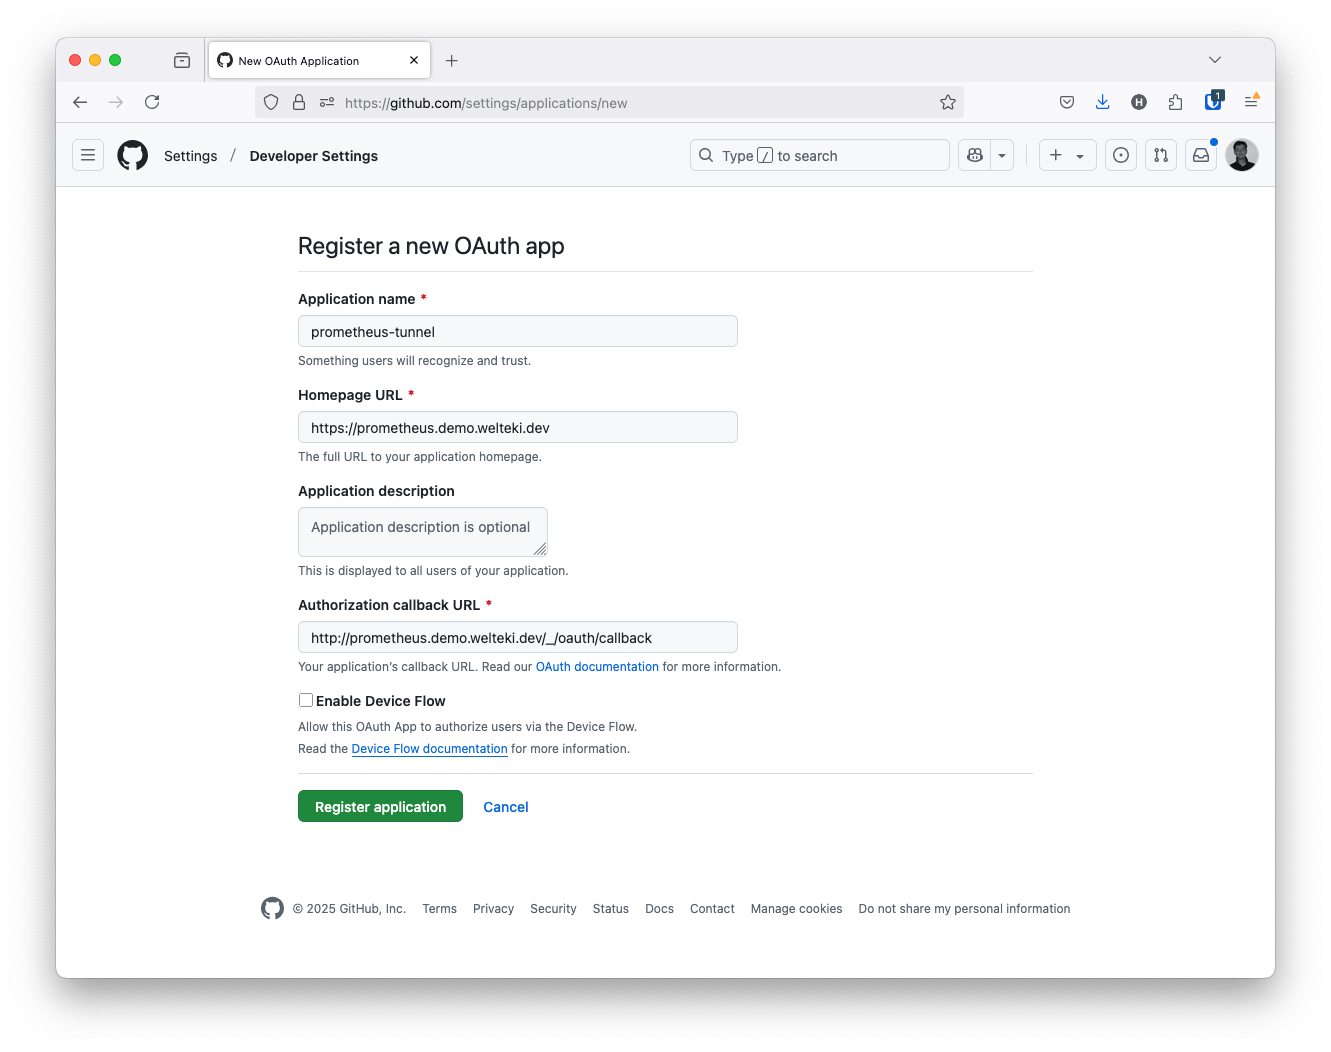 New OAuth Application
https://github.com/settings/applications/new
H
1
Settings / Developer Settings
Type / to search
Register a new OAuth app
Application name *
prometheus-tunnel
Something users will recognize and trust.
Homepage URL *
https://prometheus.demo.welteki.dev
The full URL to your application homepage.
Application description
Application description is optional
This is displayed to all users of your application.
Authorization callback URL *
http://prometheus.demo.welteki.dev/_/oauth/callback
Your application's callback URL. Read our OAuth documentation for more information.
Enable Device Flow
Allow this OAuth App to authorize users via the Device Flow.
Read the Device Flow documentation for more information.
Register application Cancel
© 2025 GitHub, Inc. Terms Privacy Security Status Docs Contact Manage cookies Do not share my personal information